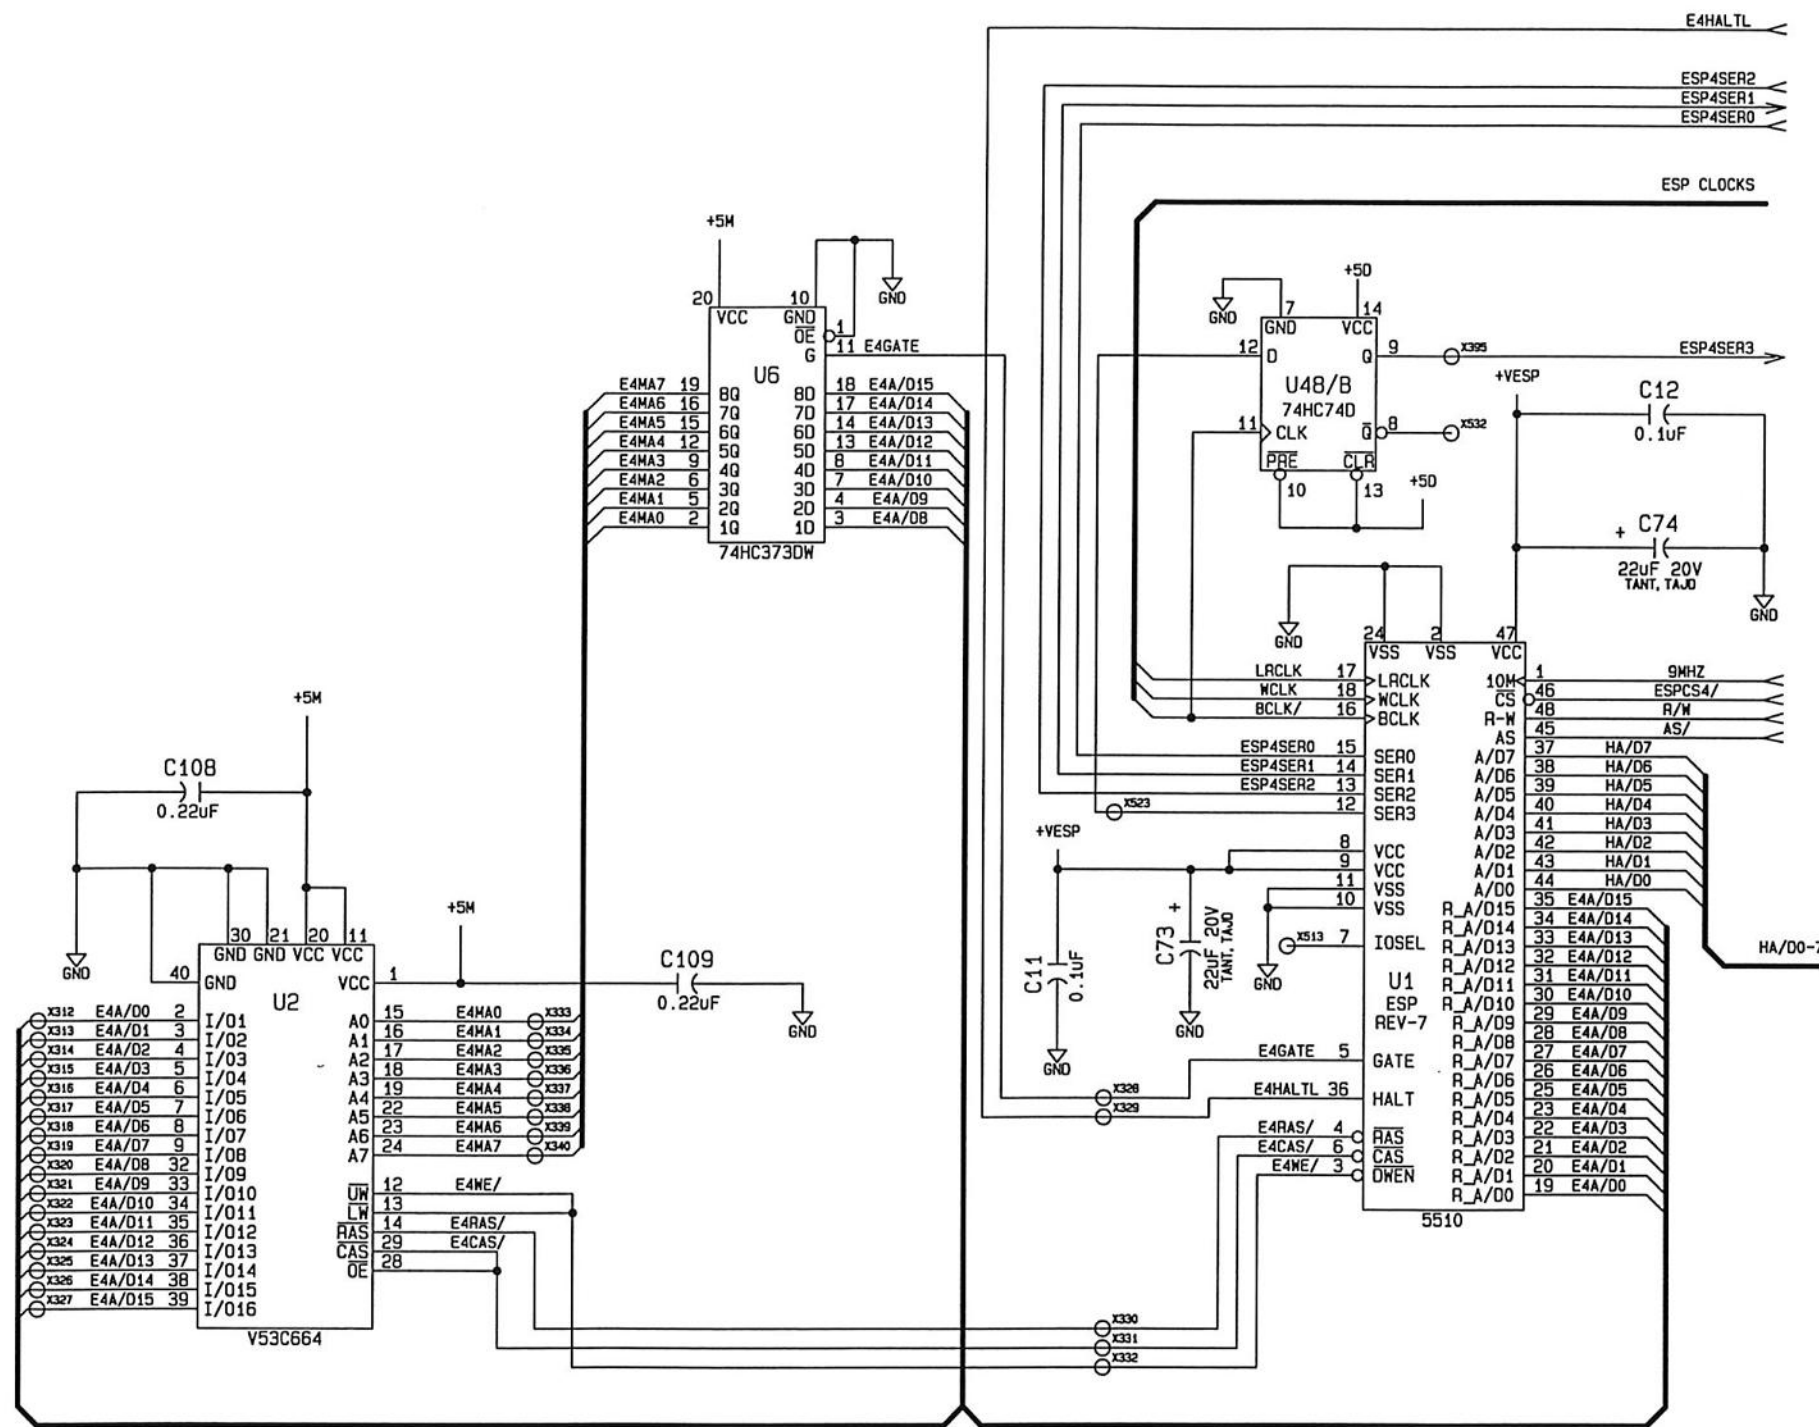 E4HALTL
ESP4SER2
ESP4SER1
ESP4SER0
ESP CLOCKS
+5M
20 10
VCC GND
GND
OE 1
G 11 E4GATE
U6
E4MA7 19 8Q 8D 18 E4A/D15
E4MA6 16 7Q 7D 17 E4A/D14
E4MA5 15 6Q 6D 14 E4A/D13
E4MA4 12 5Q 5D 13 E4A/D12
E4MA3 9 4Q 4D 8 E4A/D11
E4MA2 6 3Q 3D 7 E4A/D10
E4MA1 5 2Q 2D 4 E4A/D9
E4MA0 2 1Q 1D 3 E4A/D8
74HC373DW
+5D
GND
7 14
GND VCC
12 D Q 9 X395 ESP4SER3
U48/B
74HC74D
11 CLK Q 8 X532
PRE CLR
10 13 +5D
+VESP
C12
0.1uF
+ C74
22uF 20V
TANT, TAJD
GND
GND
24 2 47
VSS VSS VCC
LRCLK 17 LRCLK
WCLK 18 WCLK
BCLK/ 16 BCLK
ESP4SER0 15 SER0
ESP4SER1 14 SER1
ESP4SER2 13 SER2
X523 12 SER3
+VESP
8 VCC
9 VCC
11 VSS
10 VSS
X513 7 IOSEL
GND
C11
0.1uF
GND
+ C73
22uF 20V
TANT, TAJD
GND
U1
ESP
REV-7
X328 E4GATE 5 GATE
X329 E4HALTL 36 HALT
E4RAS/ 4 RAS
E4CAS/ 6 CAS
E4WE/ 3 DWEN
10M 1 9MHZ
CS 46 ESPCS4/
R-W 48 R/W
AS 45 AS/
A/D7 37 HA/D7
A/D6 38 HA/D6
A/D5 39 HA/D5
A/D4 40 HA/D4
A/D3 41 HA/D3
A/D2 42 HA/D2
A/D1 43 HA/D1
A/D0 44 HA/D0
HA/D0-7
R_A/D15 35 E4A/D15
R_A/D14 34 E4A/D14
R_A/D13 33 E4A/D13
R_A/D12 32 E4A/D12
R_A/D11 31 E4A/D11
R_A/D10 30 E4A/D10
R_A/D9 29 E4A/D9
R_A/D8 28 E4A/D8
R_A/D7 27 E4A/D7
R_A/D6 26 E4A/D6
R_A/D5 25 E4A/D5
R_A/D4 23 E4A/D4
R_A/D3 22 E4A/D3
R_A/D2 21 E4A/D2
R_A/D1 20 E4A/D1
R_A/D0 19 E4A/D0
5510
+5M
C108
0.22uF
GND
30 21 20 11
GND GND VCC VCC
40 GND
U2
VCC 1
+5M
C109
0.22uF
GND
X312 E4A/D0 2 I/O1
X313 E4A/D1 3 I/O2
X314 E4A/D2 4 I/O3
X315 E4A/D3 5 I/O4
X316 E4A/D4 6 I/O5
X317 E4A/D5 7 I/O6
X318 E4A/D6 8 I/O7
X319 E4A/D7 9 I/O8
X320 E4A/D8 32 I/O9
X321 E4A/D9 33 I/O10
X322 E4A/D10 34 I/O11
X323 E4A/D11 35 I/O12
X324 E4A/D12 36 I/O13
X325 E4A/D13 37 I/O14
X326 E4A/D14 38 I/O15
X327 E4A/D15 39 I/O16
A0 15 E4MA0 X333
A1 16 E4MA1 X334
A2 17 E4MA2 X335
A3 18 E4MA3 X336
A4 19 E4MA4 X337
A5 22 E4MA5 X338
A6 23 E4MA6 X339
A7 24 E4MA7 X340
UW 12 E4WE/
LW 13
RAS 14 E4RAS/
CAS 29 E4CAS/
OE 28
V53C664
X330
X331
X332